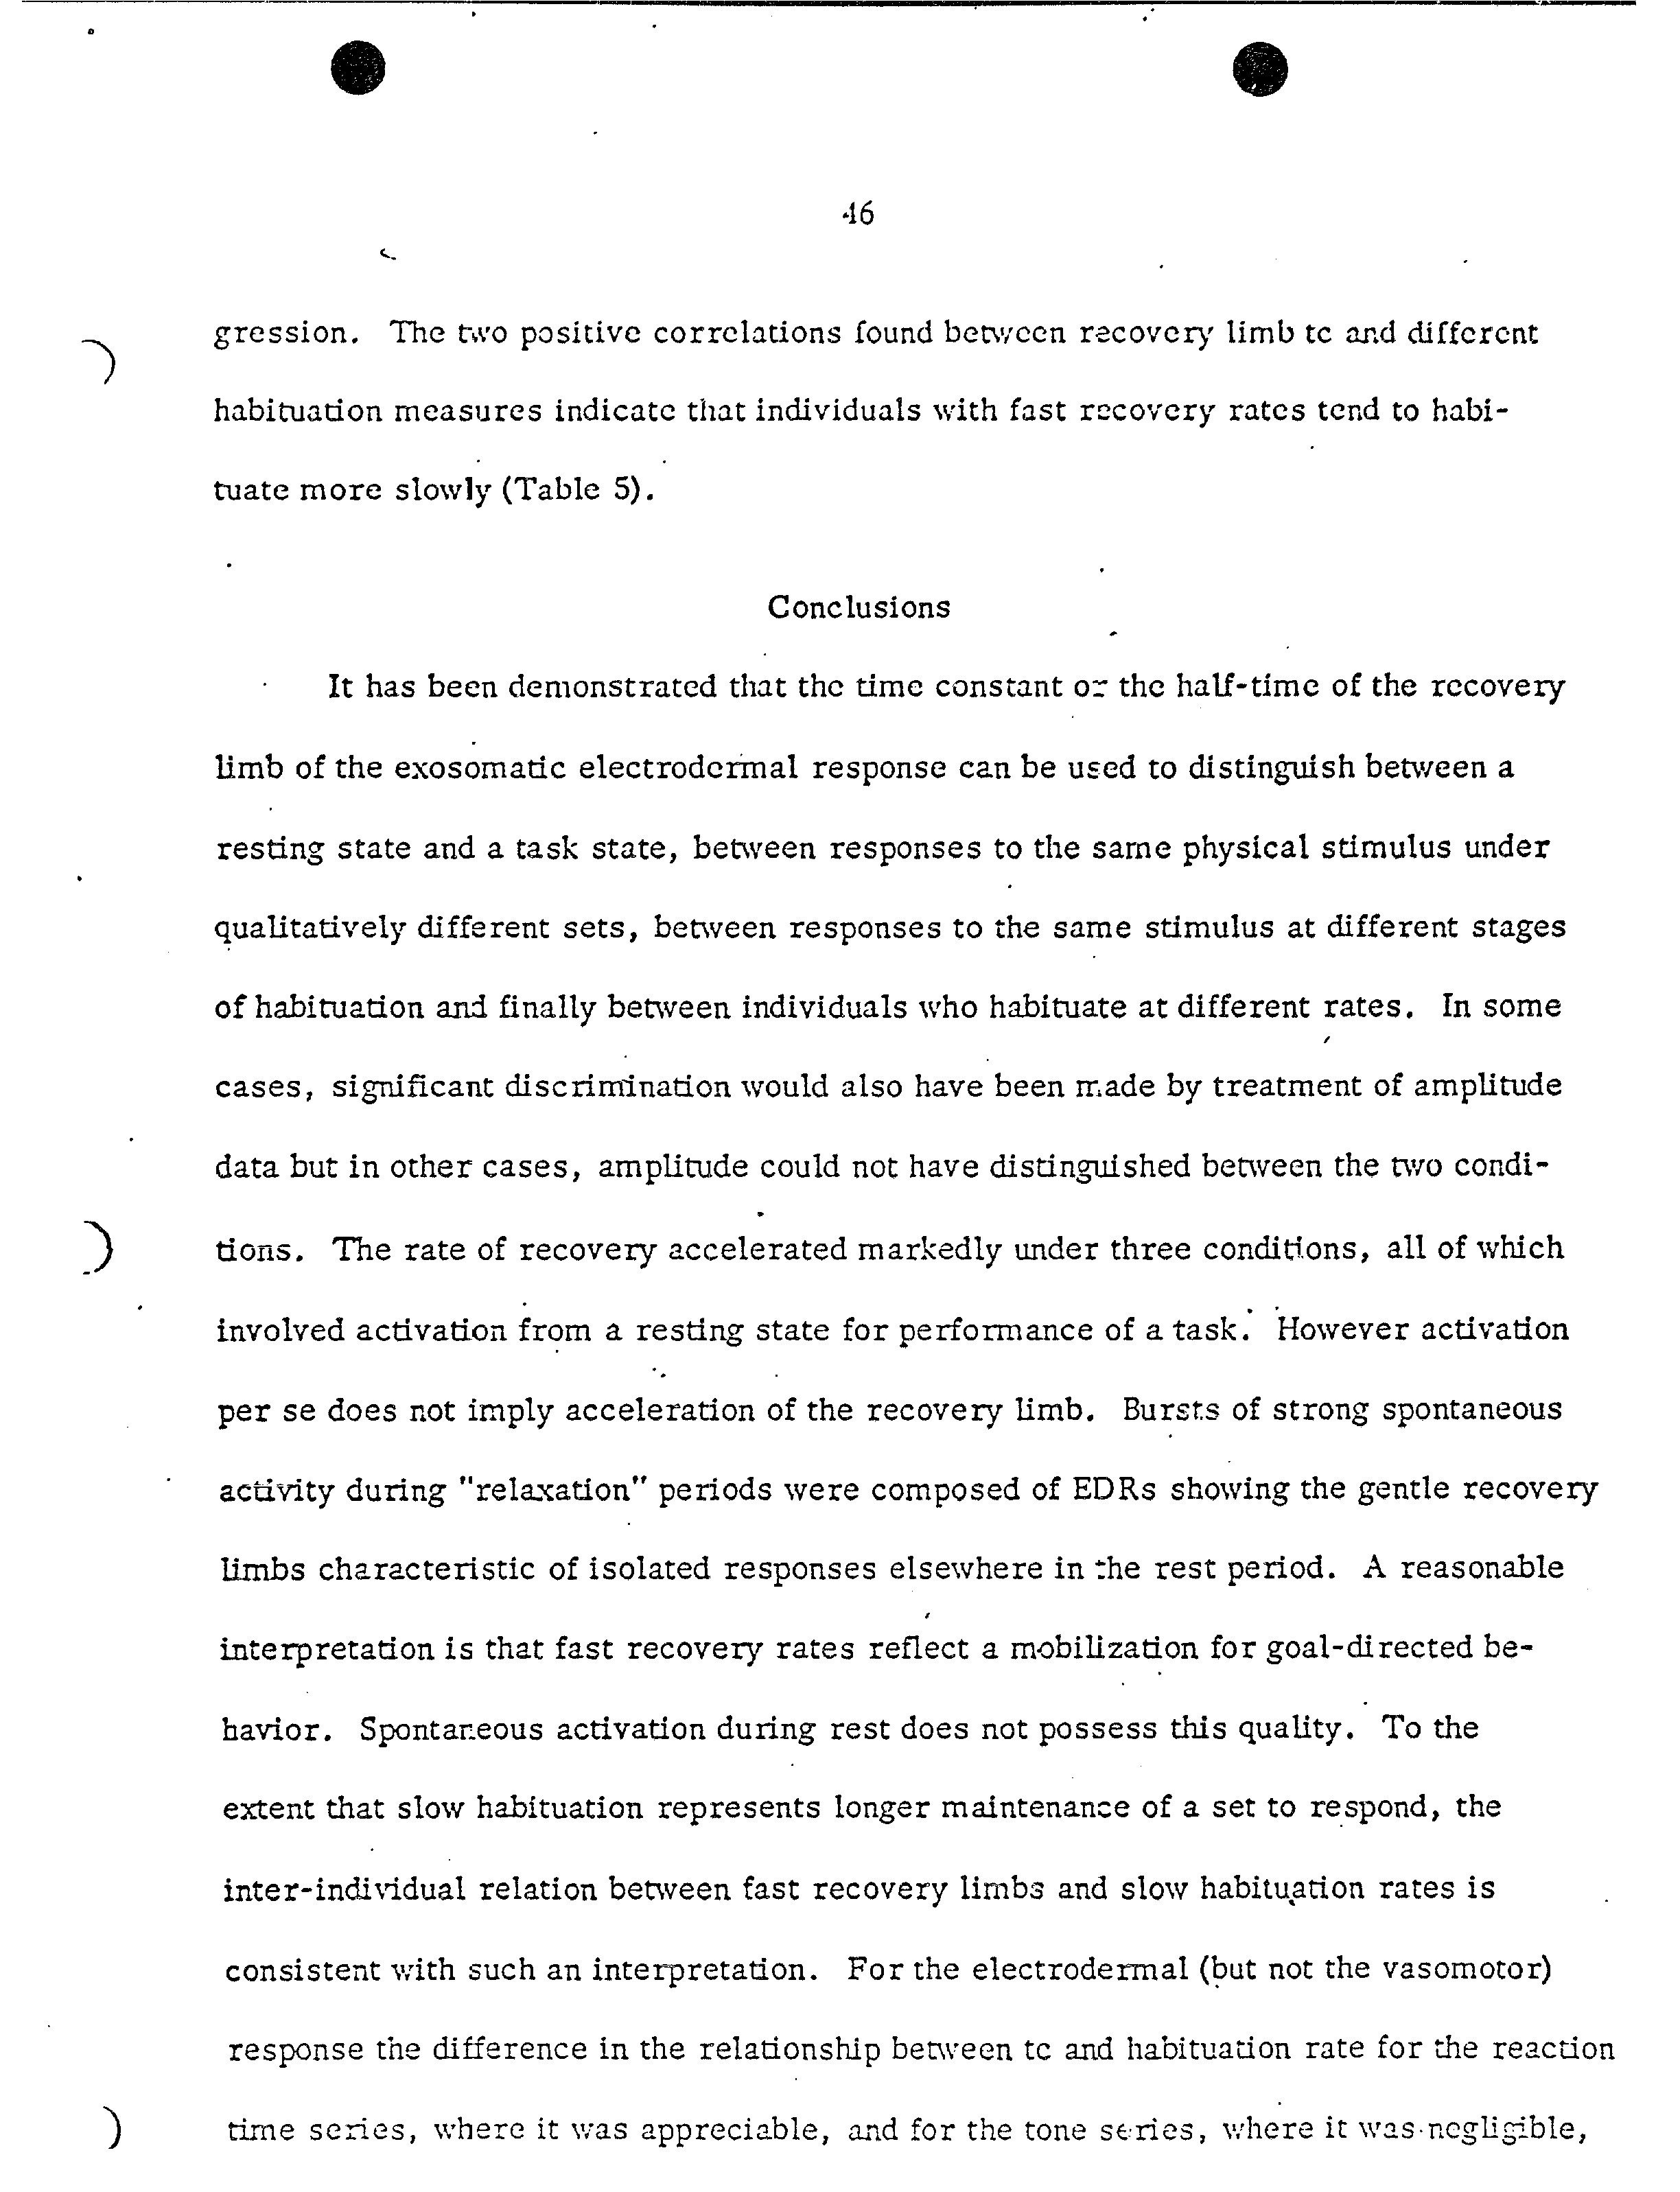 46
gression. The two positive correlations found between recovery limb tc and different
habituation measures indicate that individuals with fast recovery rates tend to habi-
tuate more slowly (Table 5).
Conclusions
It has been demonstrated that the time constant or the half-time of the recovery
limb of the exosomatic electrodermal response can be used to distinguish between a
resting state and a task state, between responses to the same physical stimulus under
qualitatively different sets, between responses to the same stimulus at different stages
of habituation and finally between individuals who habituate at different rates. In some
cases, significant discrimination would also have been made by treatment of amplitude
data but in other cases, amplitude could not have distinguished between the two condi-
tions. The rate of recovery accelerated markedly under three conditions, all of which
involved activation from a resting state for performance of a task. However activation
per se does not imply acceleration of the recovery limb. Bursts of strong spontaneous
activity during "relaxation" periods were composed of EDRs showing the gentle recovery
limbs characteristic of isolated responses elsewhere in the rest period. A reasonable
interpretation is that fast recovery rates reflect a mobilization for goal-directed be-
havior. Spontaneous activation during rest does not possess this quality. To the
extent that slow habituation represents longer maintenance of a set to respond, the
inter-individual relation between fast recovery limbs and slow habituation rates is
consistent with such an interpretation. For the electrodermal (but not the vasomotor)
response the difference in the relationship between tc and habituation rate for the reaction
time series, where it was appreciable, and for the tone series, where it was negligible,